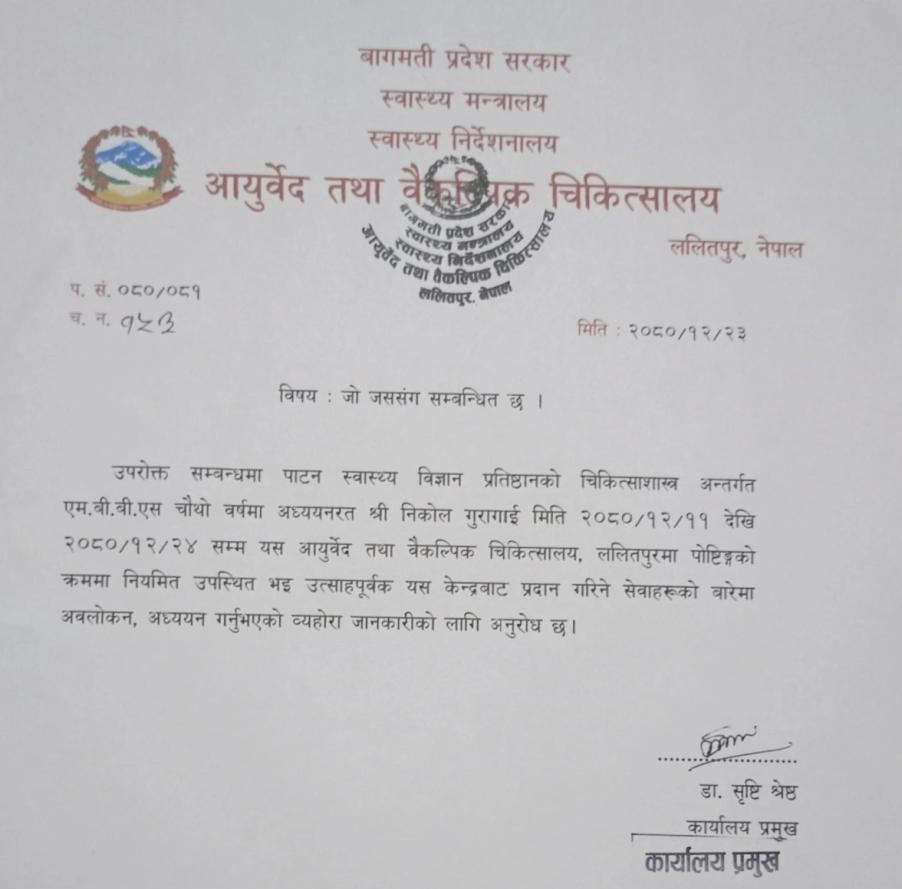 बागमती प्रदेश सरकार
स्वास्थ्य मन्त्रालय
स्वास्थ्य निर्देशनालय
आयुर्वेद तथा वैकल्पिक चिकित्सालय
बागमती प्रदेश सरकार
स्वास्थ्य मन्त्रालय
स्वास्थ्य निर्देशनालय
आयुर्वेद तथा वैकल्पिक चिकित्सालय
ललितपुर, नेपाल
ललितपुर, नेपाल
प. सं. ०८०/०८१
च. न. १५३
मिति : २०८०/१२/२३
विषय : जो जससंग सम्बन्धित छ ।
उपरोक्त सम्बन्धमा पाटन स्वास्थ्य विज्ञान प्रतिष्ठानको चिकित्साशास्त्र अन्तर्गत
एम.बी.बी.एस चौथो वर्षमा अध्ययनरत श्री निकोल गुरागाई मिति २०८०/१२/११ देखि
२०८०/१२/२४ सम्म यस आयुर्वेद तथा वैकल्पिक चिकित्सालय, ललितपुरमा पोष्टिङ्गको
क्रममा नियमित उपस्थित भइ उत्साहपूर्वक यस केन्द्रबाट प्रदान गरिने सेवाहरूको बारेमा
अवलोकन, अध्ययन गर्नुभएको व्यहोरा जानकारीको लागि अनुरोध छ।
डा. सृष्टि श्रेष्ठ
कार्यालय प्रमुख
कार्यालय प्रमुख